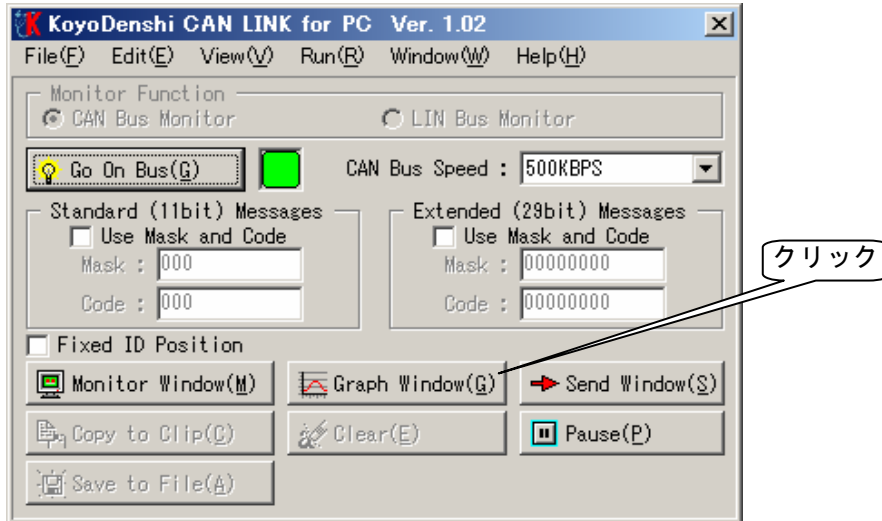 KoyoDenshi CAN LINK for PC Ver. 1.02
File(F) Edit(E) View(V) Run(R) Window(W) Help(H)
Monitor Function
CAN Bus Monitor LIN Bus Monitor
Go On Bus(G) CAN Bus Speed : 500KBPS
Standard (11bit) Messages Extended (29bit) Messages
Use Mask and Code Use Mask and Code
Mask : 000 Mask : 00000000
Code : 000 Code : 00000000
クリック
Fixed ID Position
Monitor Window(M) Graph Window(G) Send Window(S)
Copy to Clip(C) Clear(E) Pause(P)
Save to File(A)